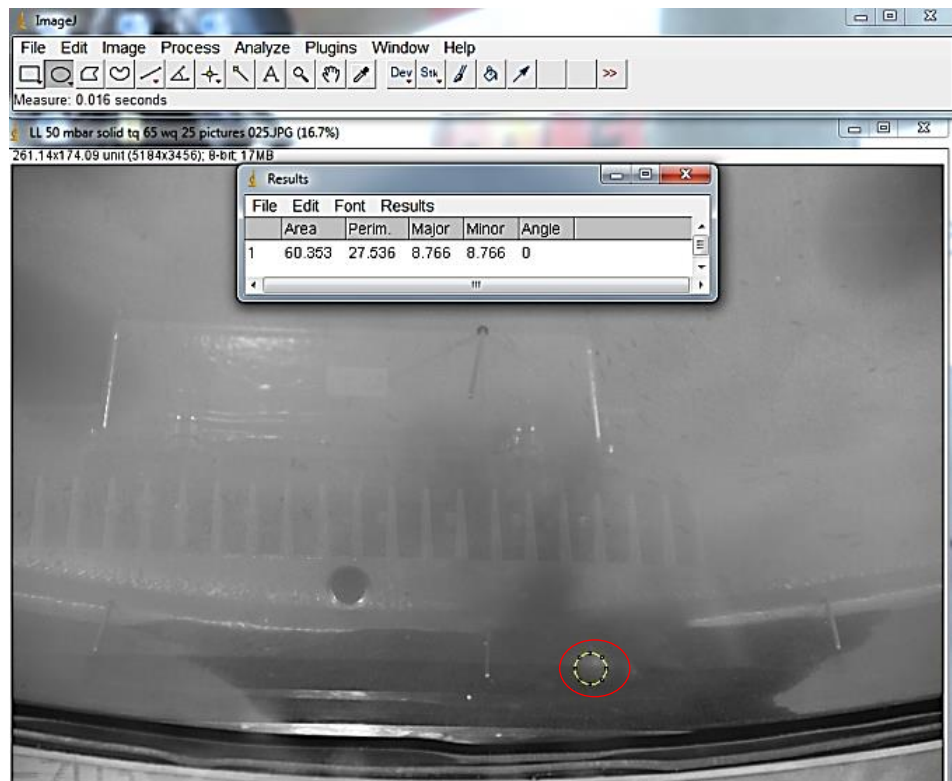 ImageJ
File Edit Image Process Analyze Plugins Window Help
A Dev Stk >>
Measure: 0.016 seconds
LL 50 mbar solid tq 65 wq 25 pictures 025.JPG (16.7%)
261.14x174.09 unit (5184x3456); 8-bit; 17MB
Results
File Edit Font Results
Area Perim. Major Minor Angle
1 60.353 27.536 8.766 8.766 0